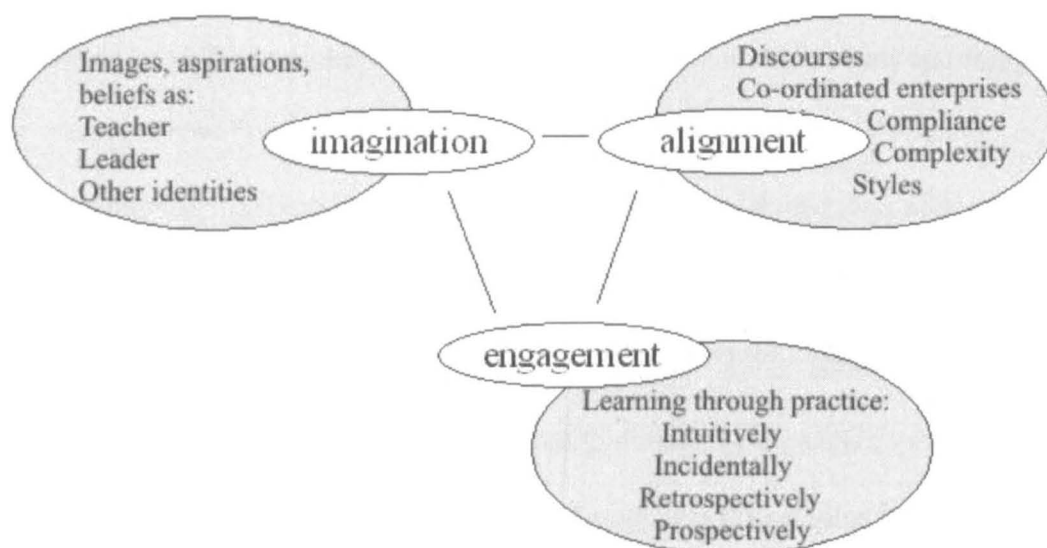 Images, aspirations,
beliefs as:
Teacher
Leader
Other identities
imagination
Discourses
Co-ordinated enterprises
Compliance
Complexity
Styles
alignment
engagement
Learning through practice:
Intuitively
Incidentally
Retrospectively
Prospectively